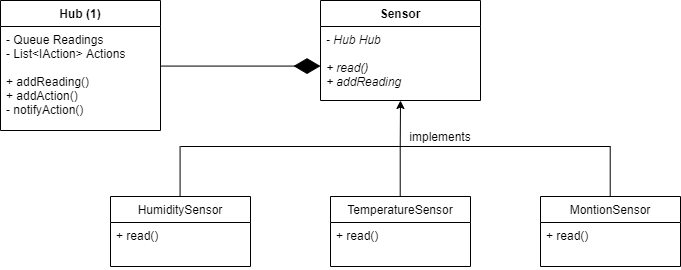 Hub (1)
- Queue Readings
- List<IAction> Actions
+ addReading()
+ addAction()
- notifyAction()
Sensor
- Hub Hub
+ read()
+ addReading
implements
HumiditySensor
+ read()
TemperatureSensor
+ read()
MontionSensor
+ read()